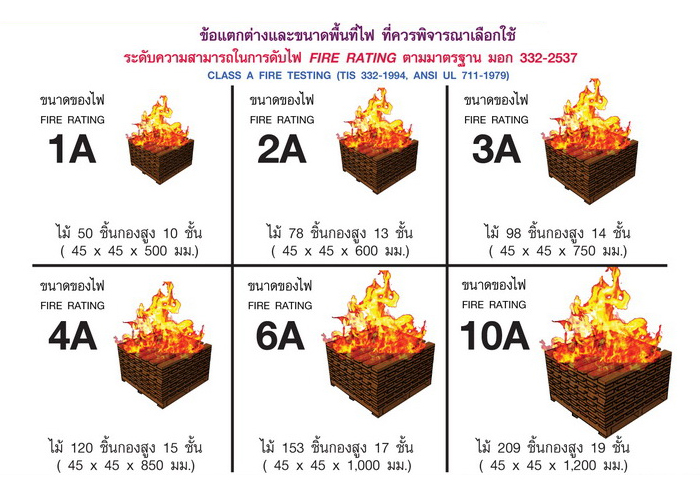 ข้อแตกต่างและขนาดพื้นที่ไฟ ที่ควรพิจารณาเลือกใช้
ระดับความสามารถในการดับไฟ FIRE RATING ตามมาตรฐาน มอก 332-2537
CLASS A FIRE TESTING (TIS 332-1994, ANSI UL 711-1979)
ขนาดของไฟ
FIRE RATING
1A
ไม้ 50 ชิ้นกองสูง 10 ชั้น
( 45 x 45 x 500 มม.)
ขนาดของไฟ
FIRE RATING
2A
ไม้ 78 ชิ้นกองสูง 13 ชั้น
( 45 x 45 x 600 มม.)
ขนาดของไฟ
FIRE RATING
3A
ไม้ 98 ชิ้นกองสูง 14 ชั้น
( 45 x 45 x 750 มม.)
ขนาดของไฟ
FIRE RATING
4A
ไม้ 120 ชิ้นกองสูง 15 ชั้น
( 45 x 45 x 850 มม.)
ขนาดของไฟ
FIRE RATING
6A
ไม้ 153 ชิ้นกองสูง 17 ชั้น
( 45 x 45 x 1,000 มม.)
ขนาดของไฟ
FIRE RATING
10A
ไม้ 209 ชิ้นกองสูง 19 ชั้น
( 45 x 45 x 1,200 มม.)